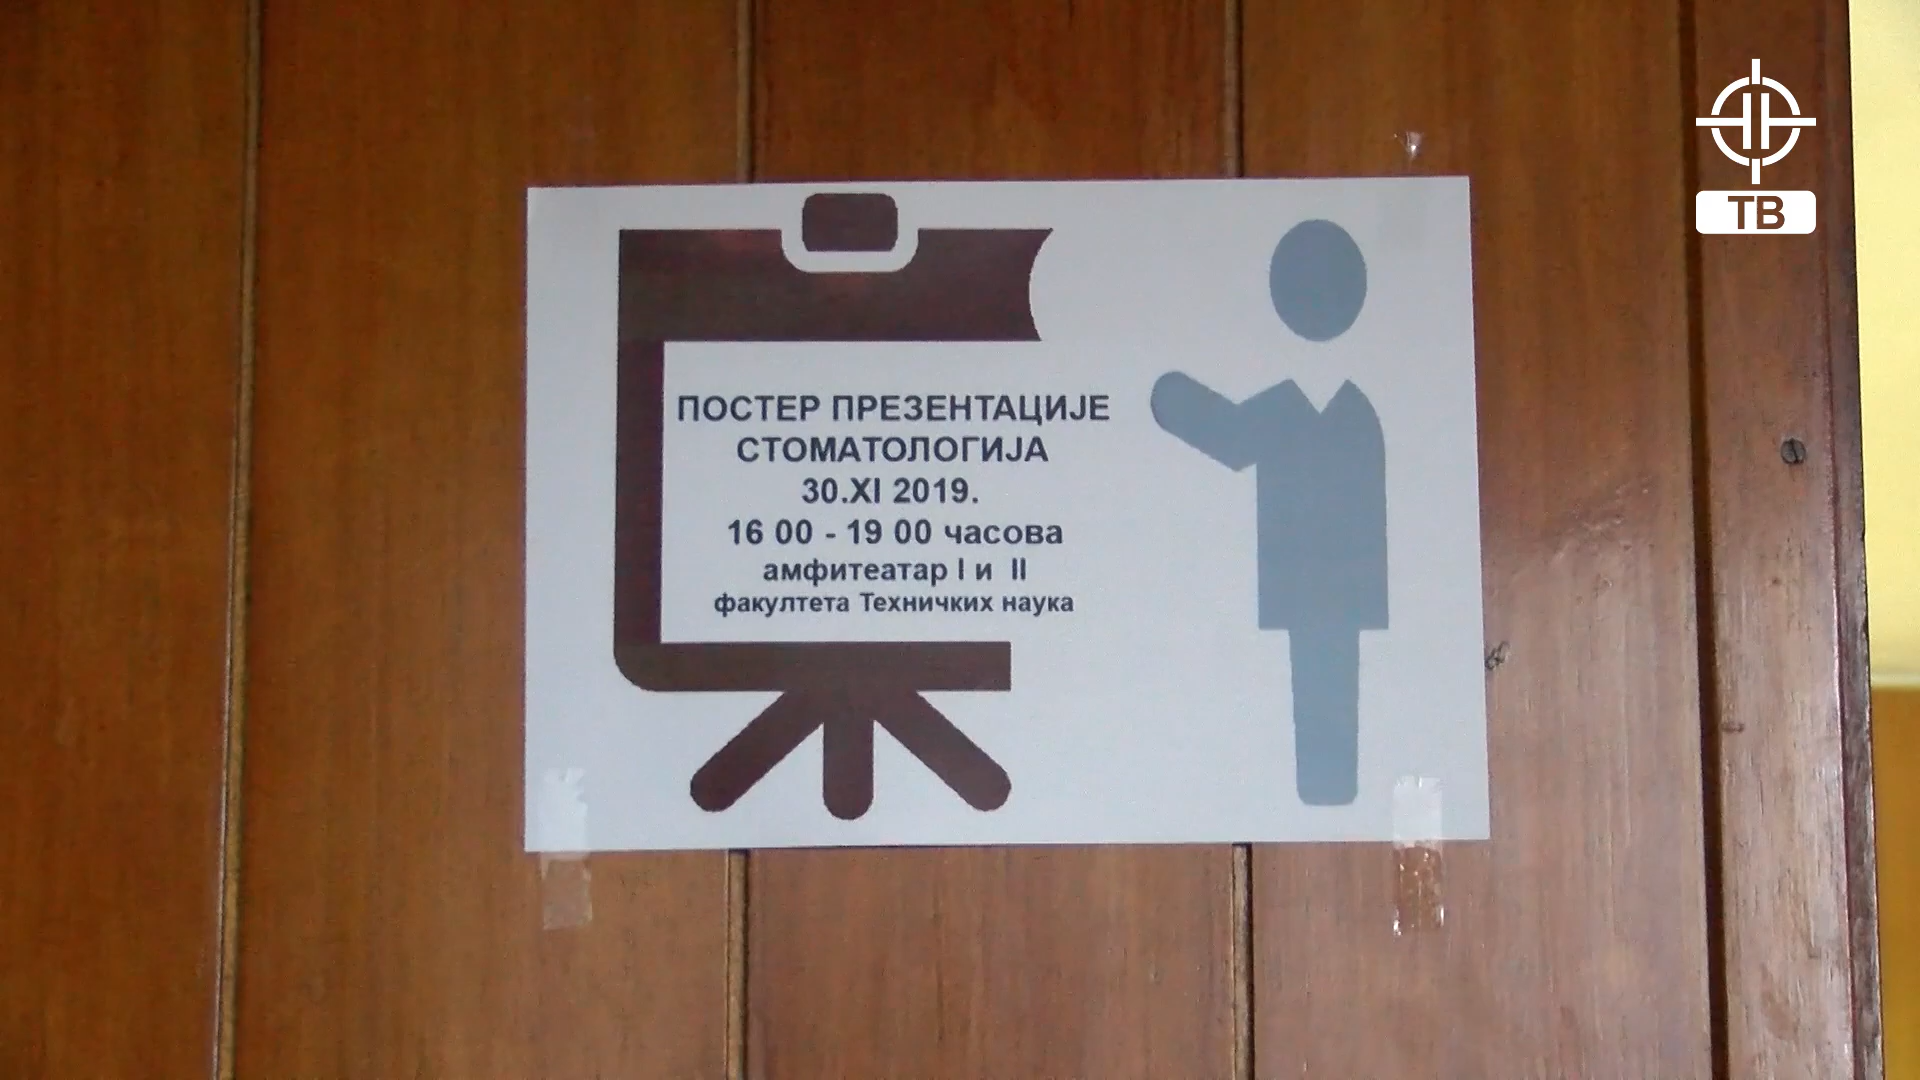 ПОСТЕР ПРЕЗЕНТАЦИЈЕ
СТОМАТОЛОГИЈА
30.XI 2019.
16 00 - 19 00 часова
амфитеатар I и II
факултета Техничких наука
ТВ